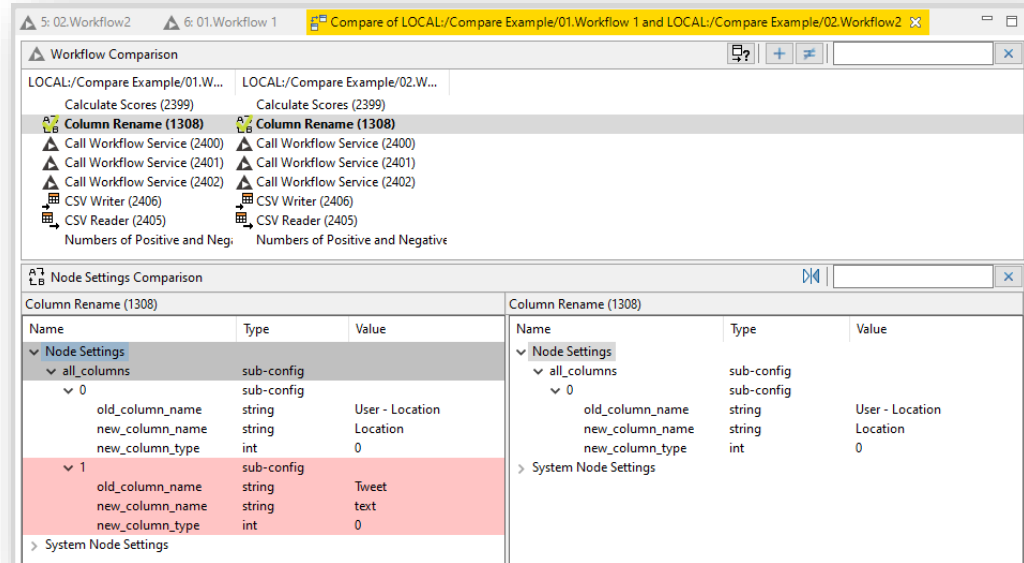 5: 02.Workflow2 6: 01.Workflow 1 Compare of LOCAL:/Compare Example/01.Workflow 1 and LOCAL:/Compare Example/02.Workflow2
Workflow Comparison
LOCAL:/Compare Example/01.W... LOCAL:/Compare Example/02.W...
Calculate Scores (2399) Calculate Scores (2399)
Column Rename (1308) Column Rename (1308)
Call Workflow Service (2400) Call Workflow Service (2400)
Call Workflow Service (2401) Call Workflow Service (2401)
Call Workflow Service (2402) Call Workflow Service (2402)
CSV Writer (2406) CSV Writer (2406)
CSV Reader (2405) CSV Reader (2405)
Numbers of Positive and Neg Numbers of Positive and Negative
Node Settings Comparison
Column Rename (1308) Column Rename (1308)
Name Type Value Name Type Value
Node Settings Node Settings
all_columns sub-config all_columns sub-config
0 sub-config 0 sub-config
old_column_name string User - Location old_column_name string User - Location
new_column_name string Location new_column_name string Location
new_column_type int 0 new_column_type int 0
1 sub-config System Node Settings
old_column_name string Tweet
new_column_name string text
new_column_type int 0
System Node Settings